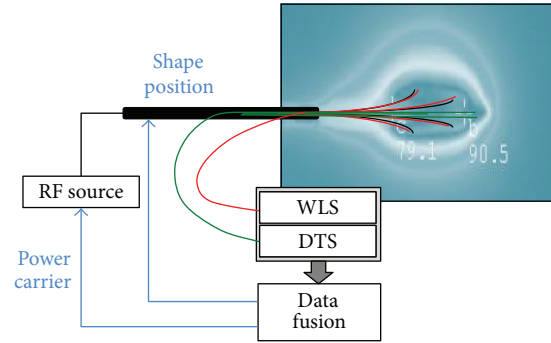 Shape
position
79.1
90.5
RF source
WLS
DTS
Power
carrier
Data
fusion